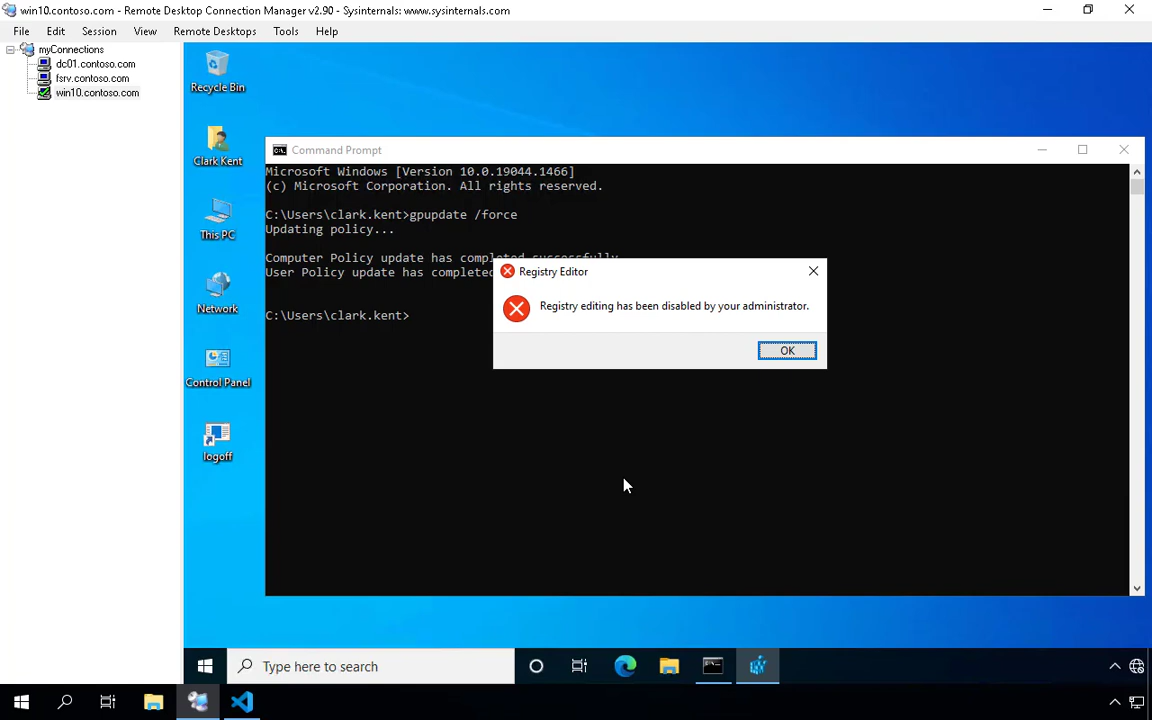 win10.contoso.com - Remote Desktop Connection Manager v2.90 - Sysinternals: www.sysinternals.com
File Edit Session View Remote Desktops Tools Help
myConnections
dc01.contoso.com
fsrv.contoso.com
win10.contoso.com
Recycle Bin
Clark Kent
This PC
Network
Control Panel
logoff
Command Prompt
Microsoft Windows [Version 10.0.19044.1466]
(c) Microsoft Corporation. All rights reserved.
C:\Users\clark.kent>gpupdate /force
Updating policy...
Computer Policy update has completed successfully.
User Policy update has completed
C:\Users\clark.kent>
Registry Editor
Registry editing has been disabled by your administrator.
OK
Type here to search